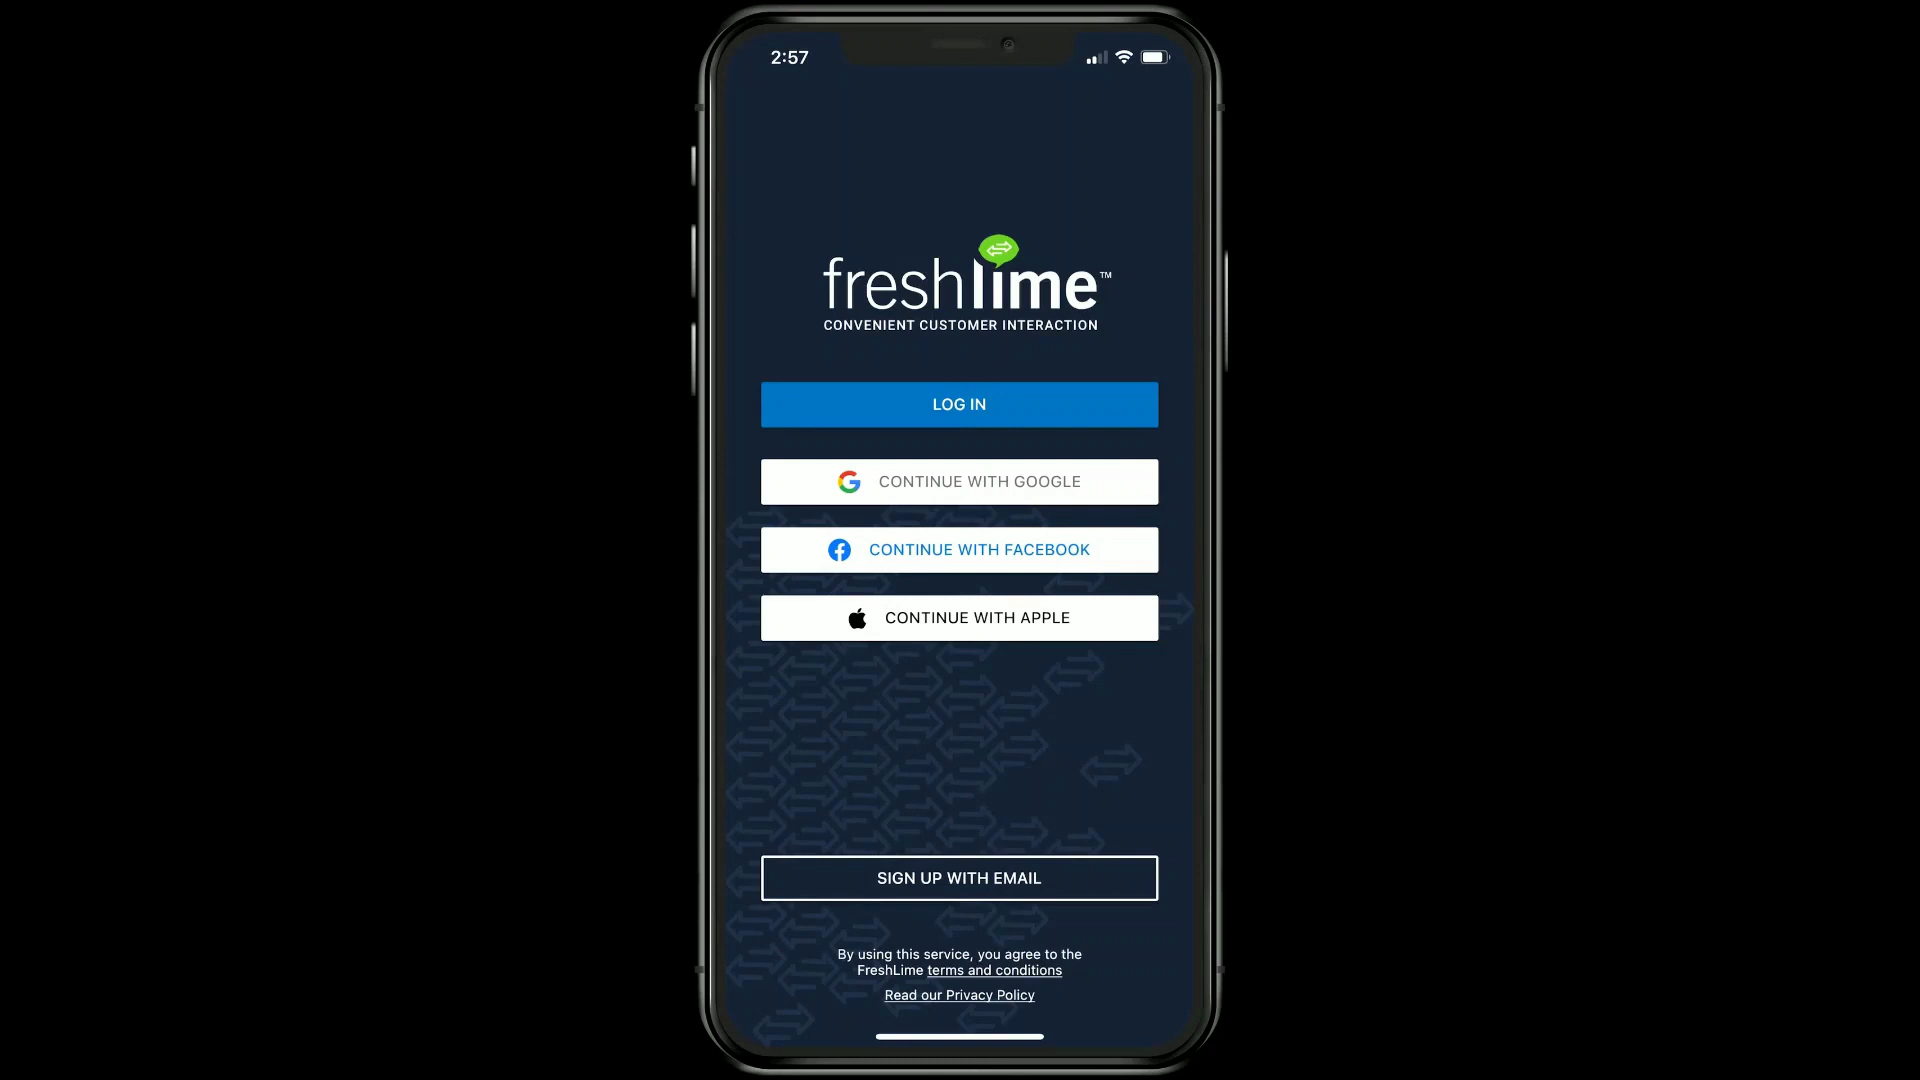 2:57
freshlime™
CONVENIENT CUSTOMER INTERACTION
LOG IN
CONTINUE WITH GOOGLE
CONTINUE WITH FACEBOOK
CONTINUE WITH APPLE
SIGN UP WITH EMAIL
By using this service, you agree to the
FreshLime terms and conditions
Read our Privacy Policy